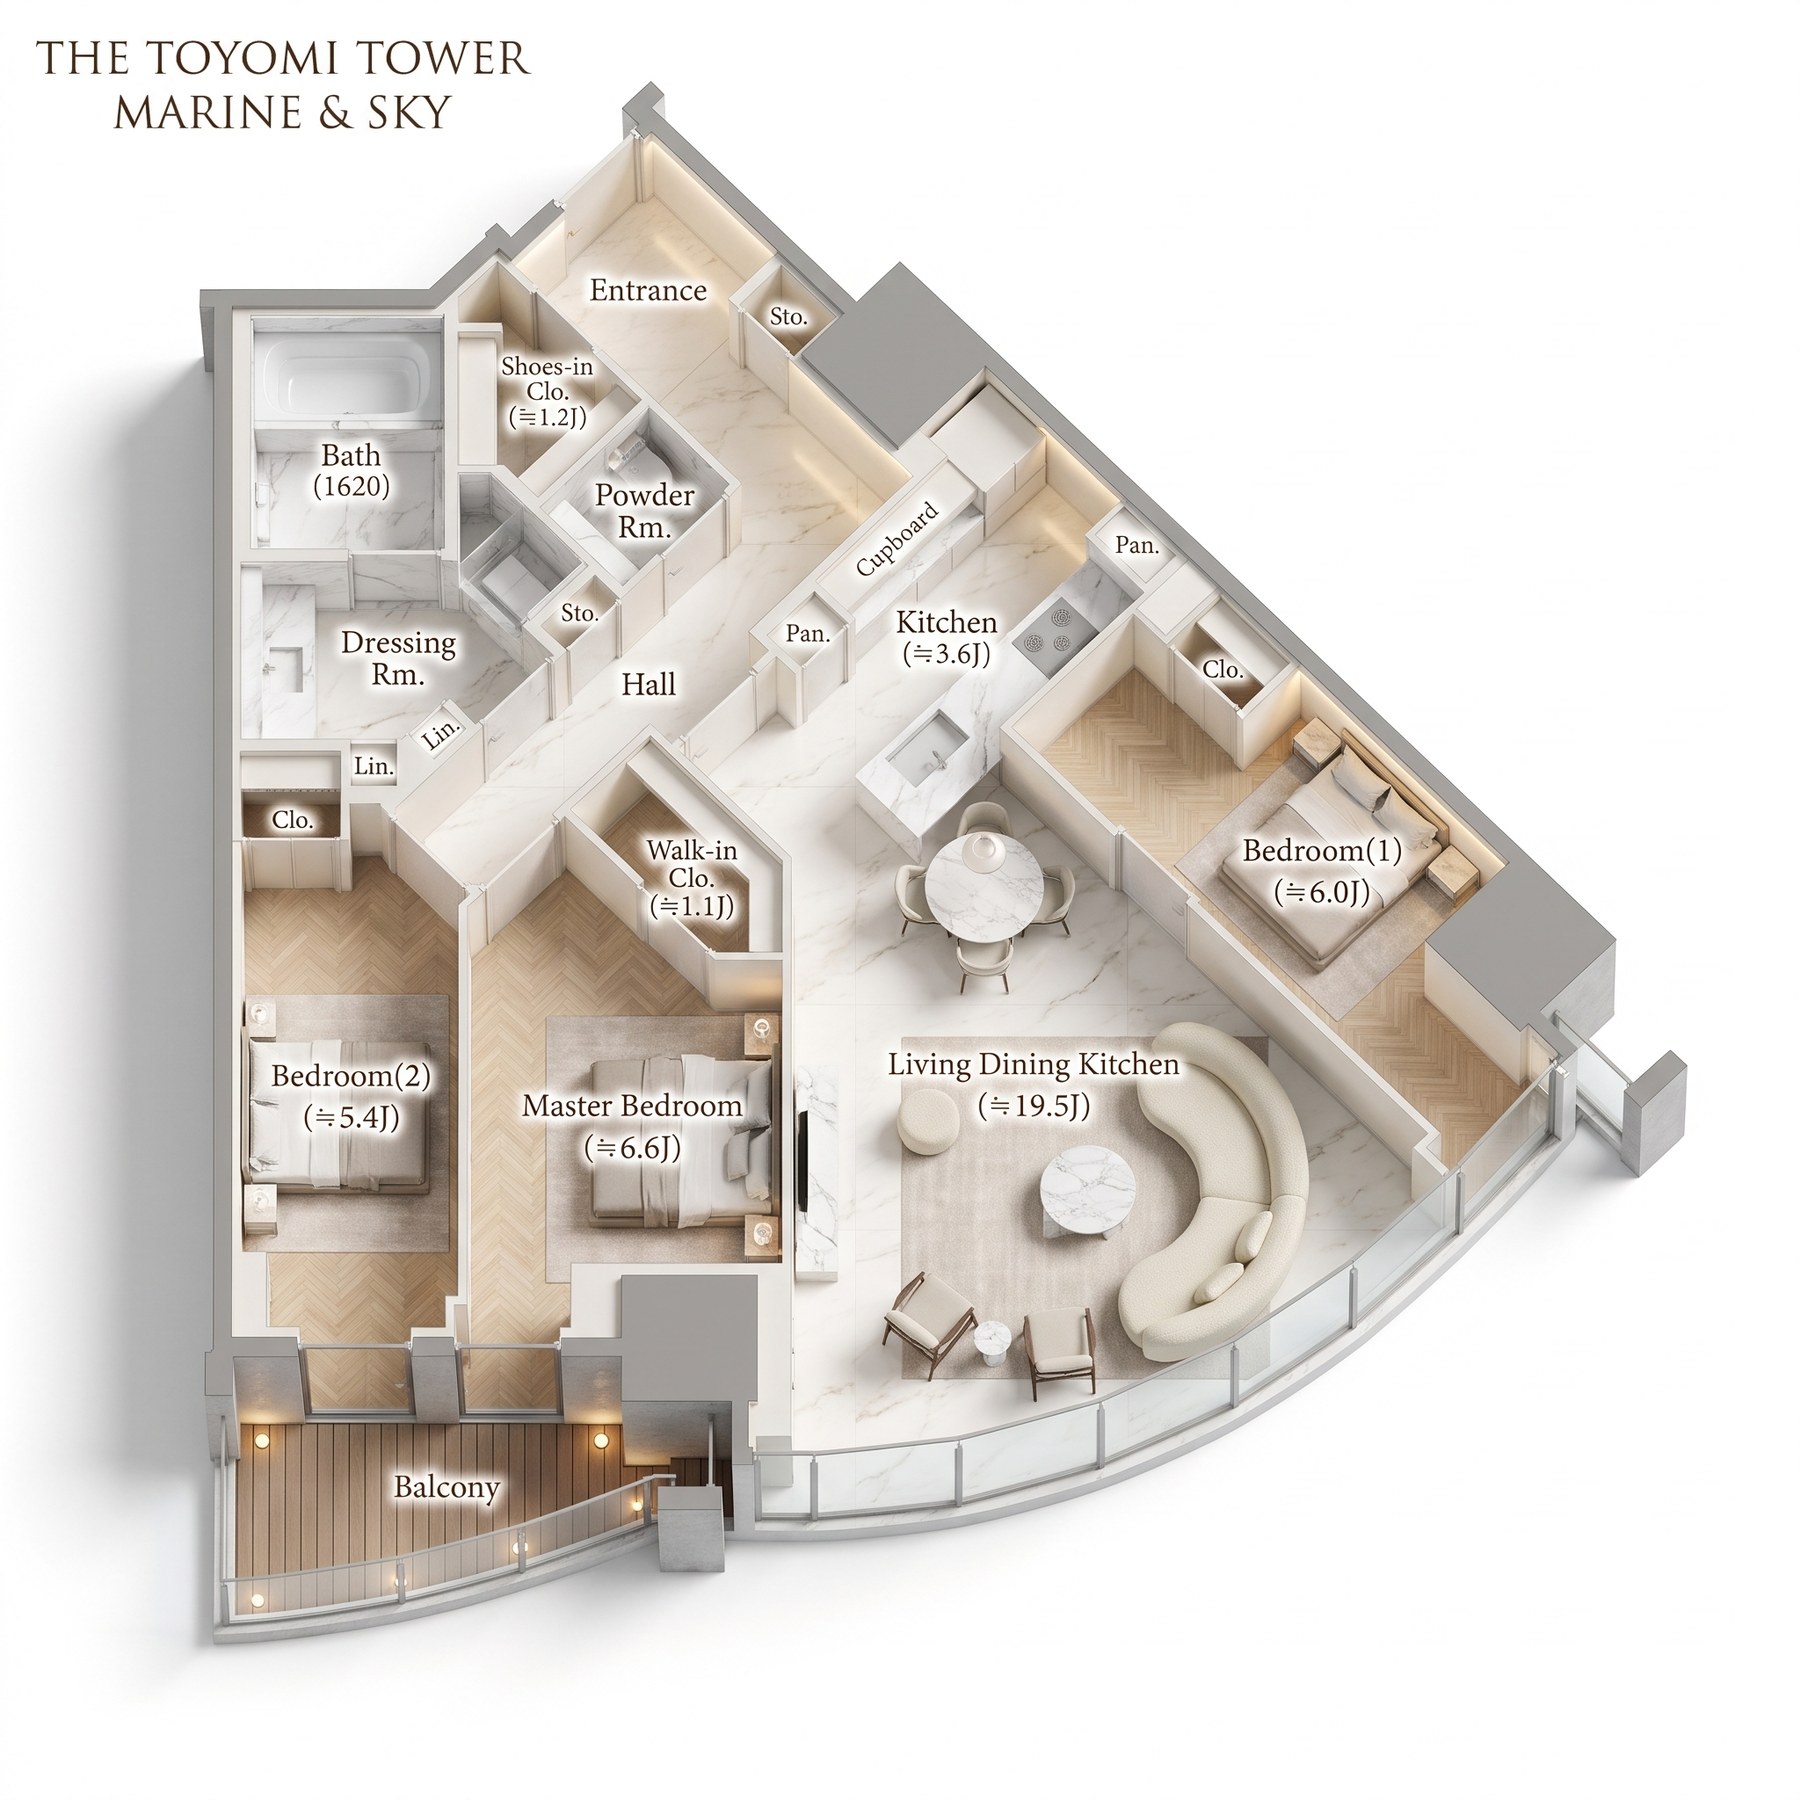 THE TOYOMI TOWER
MARINE & SKY
Entrance
Sto.
Shoes-in
Clo.
(≒1.2J)
Bath
(1620)
Powder
Rm.
Cupboard
Pan.
Sto.
Pan.
Kitchen
(≒3.6J)
Dressing
Rm.
Hall
Clo.
Lin.
Lin.
Clo.
Walk-in
Clo.
(≒1.1J)
Bedroom(1)
(≒6.0J)
Bedroom(2)
(≒5.4J)
Master Bedroom
(≒6.6J)
Living Dining Kitchen
(≒19.5J)
Balcony